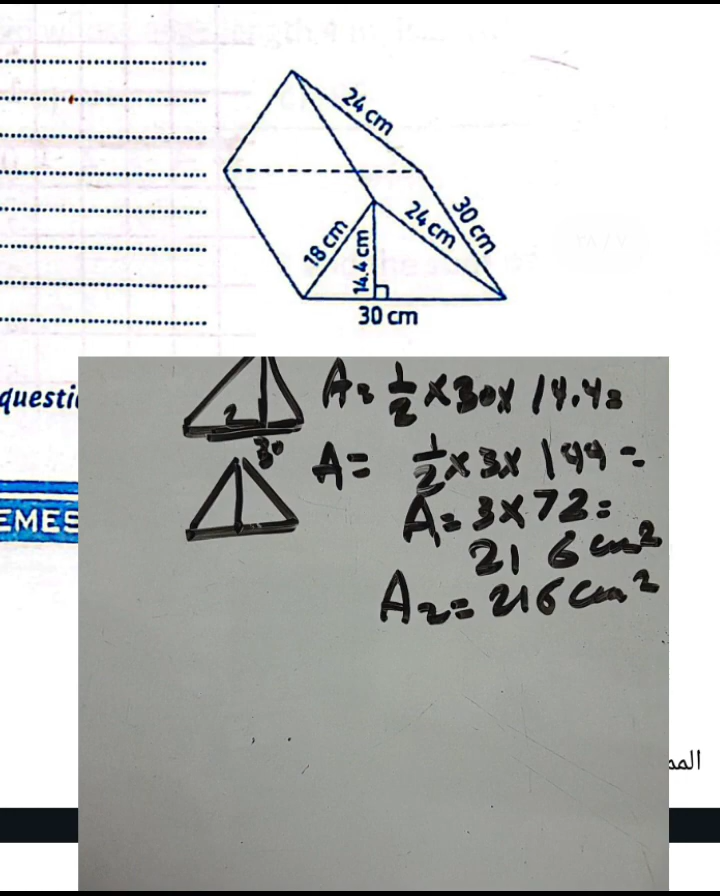 24 cm
30 cm
24 cm
18 cm
14.4 cm
30 cm
questi
EMES
A = 1/2 × 30 × 14.4 =
30
A = 1/2 × 3 × 144 =
A1 = 3 × 72 =
216 cm²
A2 = 216 cm²